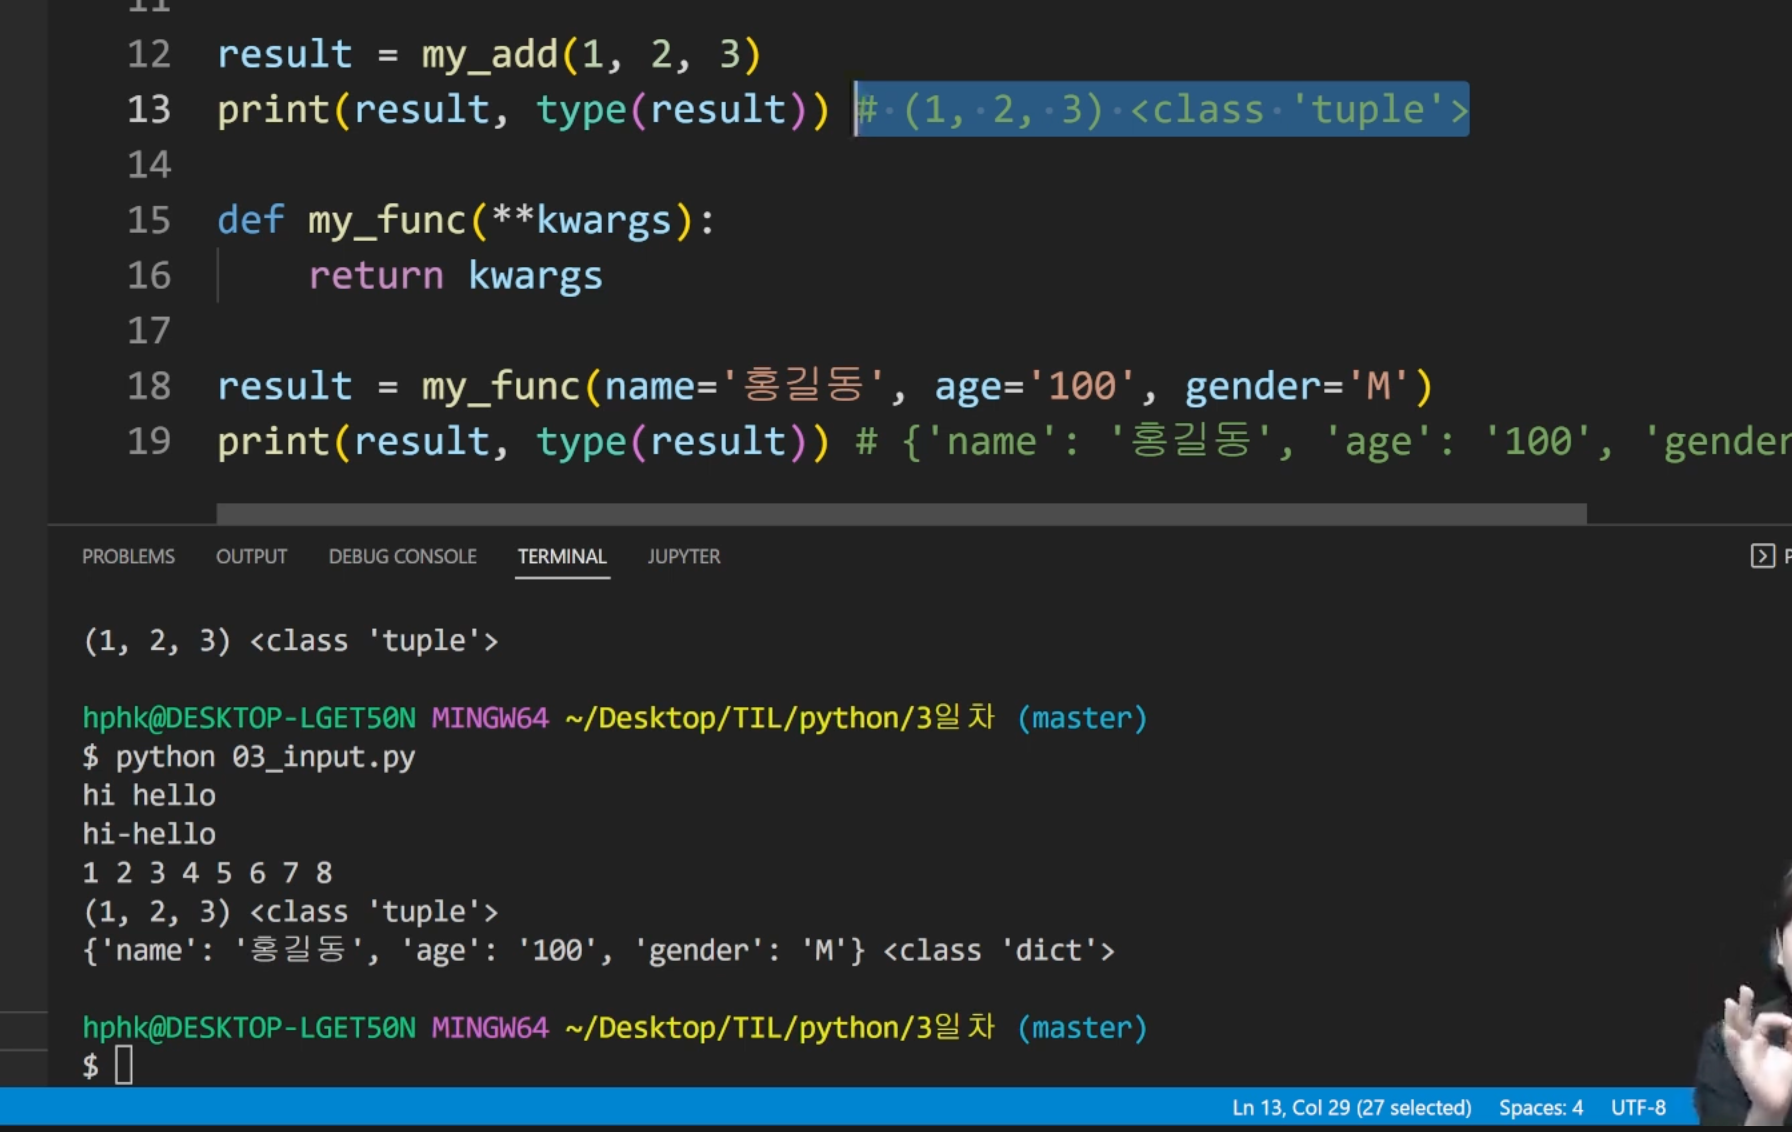 11
12 result = my_add(1, 2, 3)
13 print(result, type(result)) # (1, 2, 3) <class 'tuple'>
14
15 def my_func(**kwargs):
16     return kwargs
17
18 result = my_func(name='홍길동', age='100', gender='M')
19 print(result, type(result)) # {'name': '홍길동', 'age': '100', 'gender
PROBLEMS OUTPUT DEBUG CONSOLE TERMINAL JUPYTER
(1, 2, 3) <class 'tuple'>
hphk@DESKTOP-LGET50N MINGW64 ~/Desktop/TIL/python/3일차 (master)
$ python 03_input.py
hi hello
hi-hello
1 2 3 4 5 6 7 8
(1, 2, 3) <class 'tuple'>
{'name': '홍길동', 'age': '100', 'gender': 'M'} <class 'dict'>
hphk@DESKTOP-LGET50N MINGW64 ~/Desktop/TIL/python/3일차 (master)
$
Ln 13, Col 29 (27 selected) Spaces: 4 UTF-8